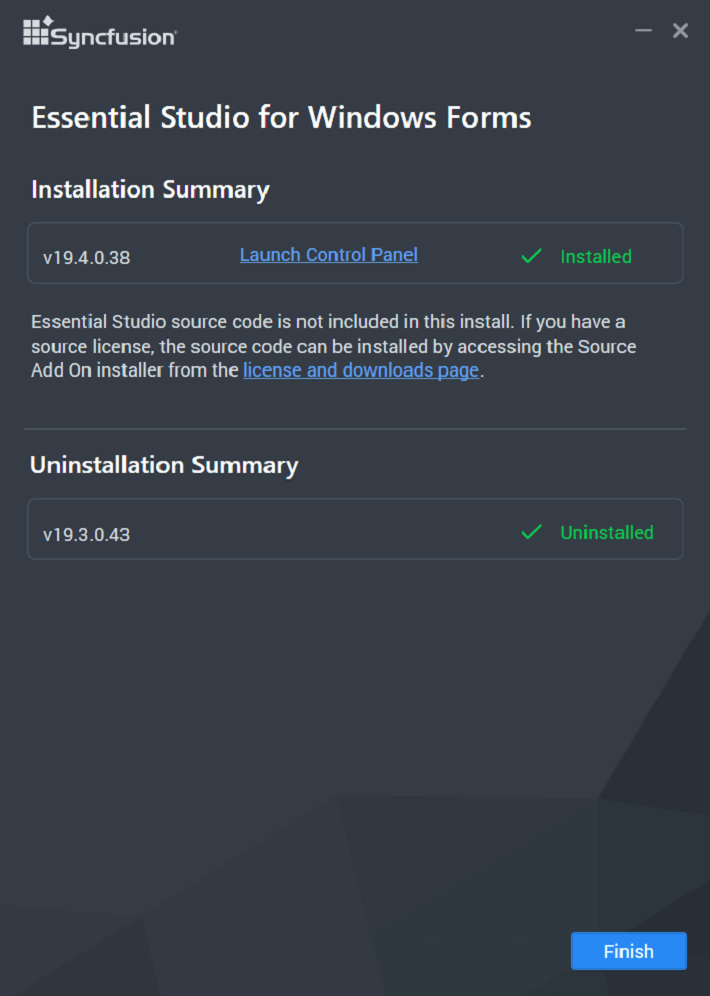 Syncfusion
Essential Studio for Windows Forms
Installation Summary
v19.4.0.38 Launch Control Panel Installed
Essential Studio source code is not included in this install. If you have a
source license, the source code can be installed by accessing the Source
Add On installer from the license and downloads page.
Uninstallation Summary
v19.3.0.43 Uninstalled
Finish